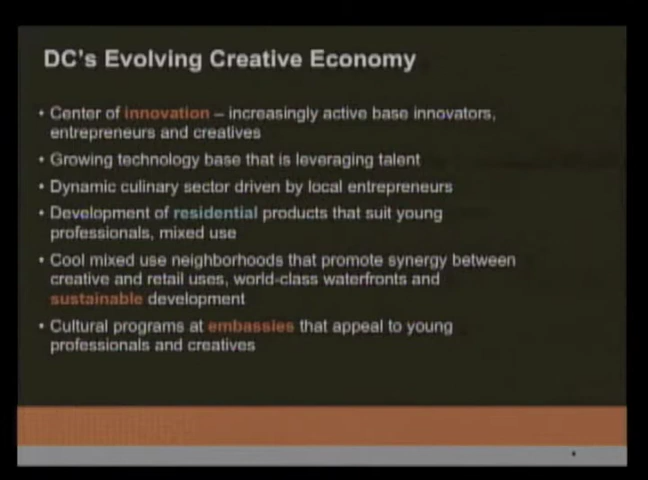 DC's Evolving Creative Economy
• Center of innovation – increasingly active base innovators,
entrepreneurs and creatives
• Growing technology base that is leveraging talent
• Dynamic culinary sector driven by local entrepreneurs
• Development of residential products that suit young
professionals, mixed use
• Cool mixed use neighborhoods that promote synergy between
creative and retail uses, world-class waterfronts and
sustainable development
• Cultural programs at embassies that appeal to young
professionals and creatives